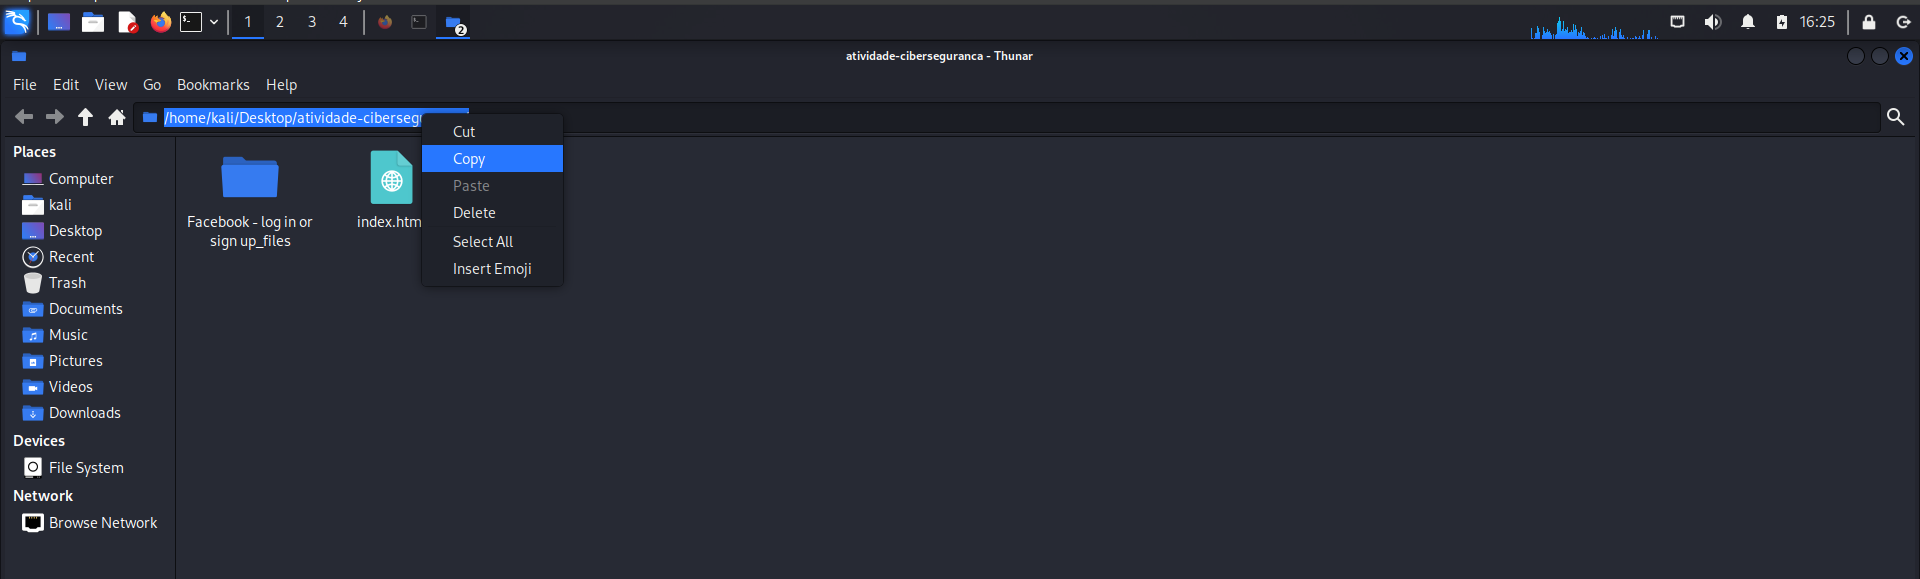 1 2 3 4 2 16:25
atividade-ciberseguranca - Thunar
File Edit View Go Bookmarks Help
/home/kali/Desktop/atividade-ciberseg
Cut
Copy
Paste
Delete
Select All
Insert Emoji
Places
Computer
kali
Desktop
Recent
Trash
Documents
Music
Pictures
Videos
Downloads
Devices
File System
Network
Browse Network
Facebook - log in or
sign up_files
index.htm